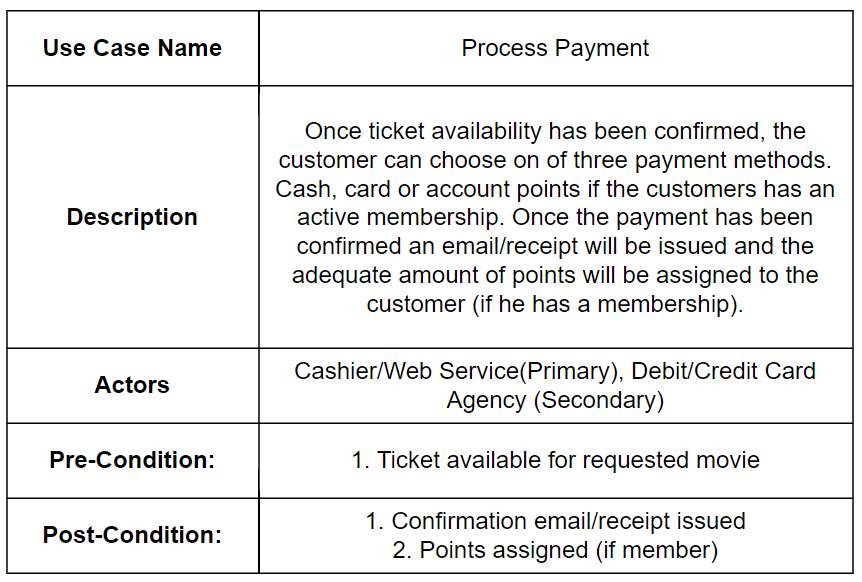 Use Case Name
Process Payment
Description
Once ticket availability has been confirmed, the
customer can choose on of three payment methods.
Cash, card or account points if the customers has an
active membership. Once the payment has been
confirmed an email/receipt will be issued and the
adequate amount of points will be assigned to the
customer (if he has a membership).
Actors
Cashier/Web Service(Primary), Debit/Credit Card
Agency (Secondary)
Pre-Condition:
1. Ticket available for requested movie
Post-Condition:
1. Confirmation email/receipt issued
2. Points assigned (if member)